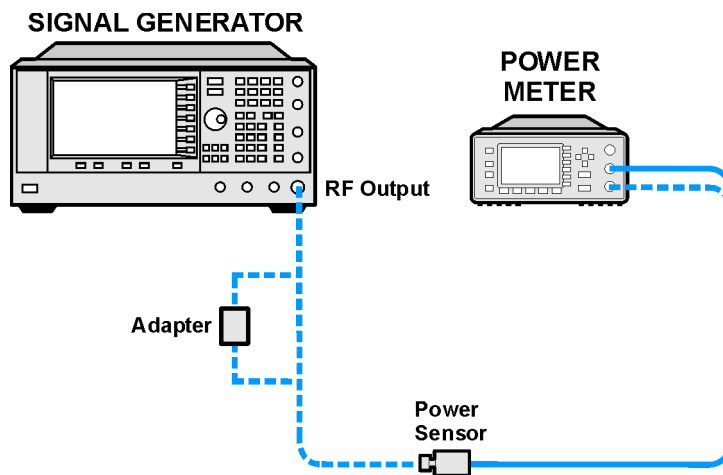 SIGNAL GENERATOR
POWER
METER
RF Output
Adapter
Power
Sensor